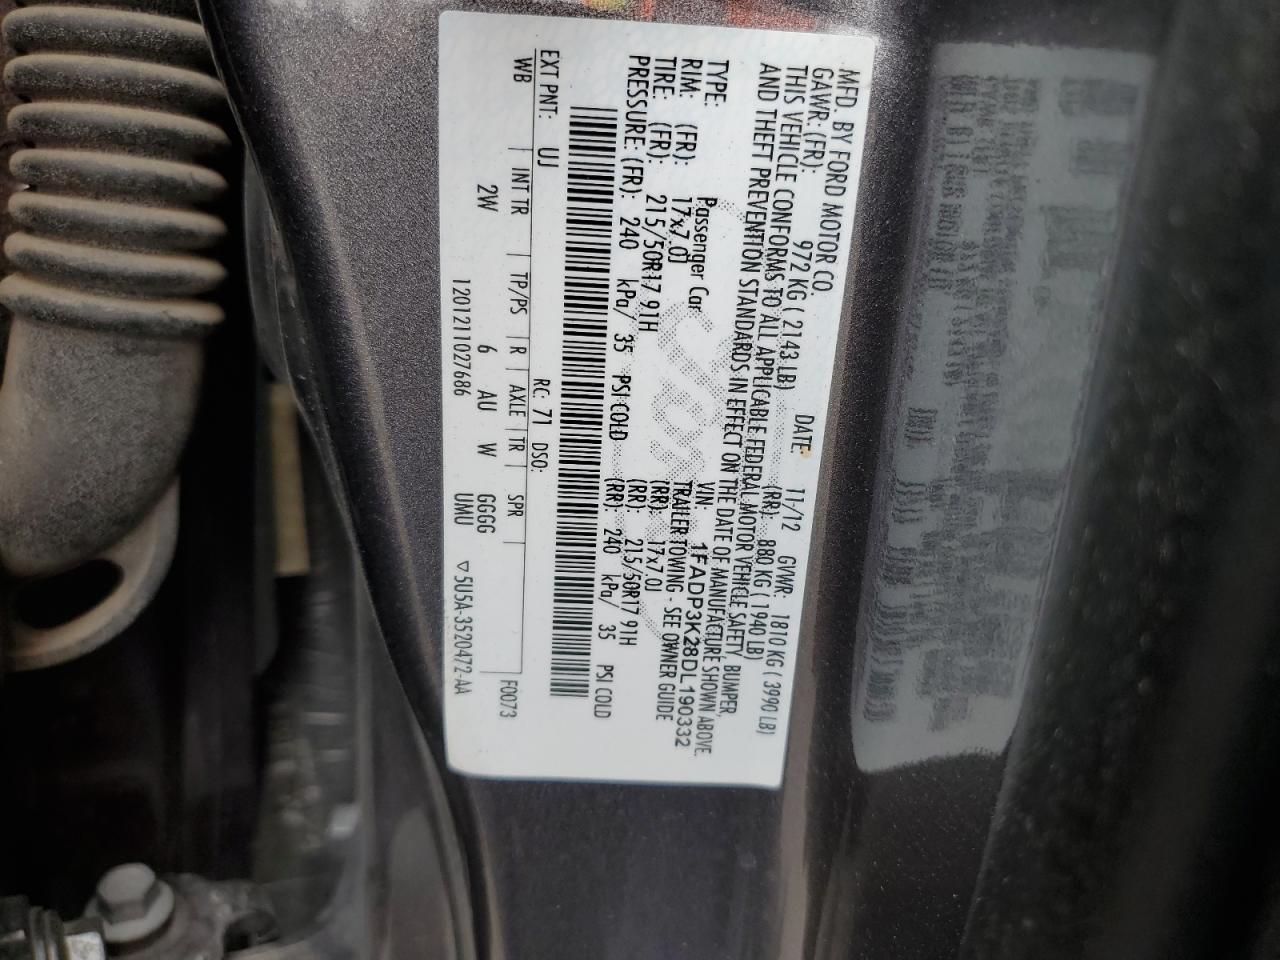 MFD. BY FORD MOTOR CO.
DATE: 11/12 GVWR: 1810 KG ( 3990 LB)
GAWR: (FR): 972 KG ( 2143 LB) (RR): 880 KG ( 1940 LB)
THIS VEHICLE CONFORMS TO ALL APPLICABLE FEDERAL MOTOR VEHICLE SAFETY, BUMPER,
AND THEFT PREVENTION STANDARDS IN EFFECT ON THE DATE OF MANUFACTURE SHOWN ABOVE.
VIN: 1FADP3K28DL190332
TYPE: Passenger Car TRAILER TOWING - SEE OWNER GUIDE
RIM: (FR): 17x7.0J (RR): 17x7.0J
TIRE: (FR): 215/50R17 91H (RR): 215/50R17 91H
PRESSURE: (FR): 240 kPa/ 35 PSI COLD (RR): 240 kPa/ 35 PSI COLD
EXT PNT: UJ RC: 71 DSO:
WB | INT TR | TP/PS | R | AXLE | TR | SPR F0073
2W 6 AU W GGGG
1201211027686 UMU ▽5U5A-3520472-AA